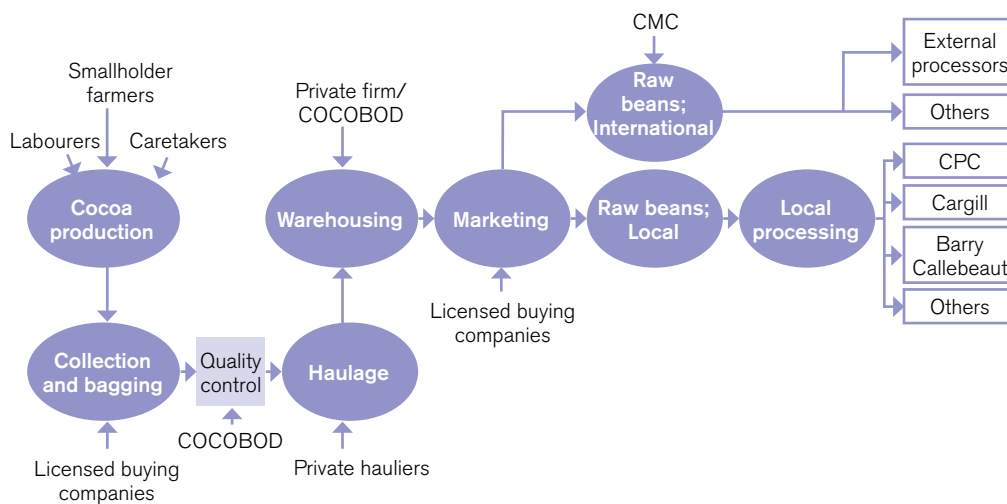 Smallholder
farmers
Labourers
Caretakers
Cocoa
production
Collection
and bagging
Licensed buying
companies
Quality
control
COCOBOD
Haulage
Private hauliers
Private firm/
COCOBOD
Warehousing
Marketing
Licensed buying
companies
CMC
Raw
beans;
International
External
processors
Others
Raw beans;
Local
Local
processing
CPC
Cargill
Barry
Callebaut
Others